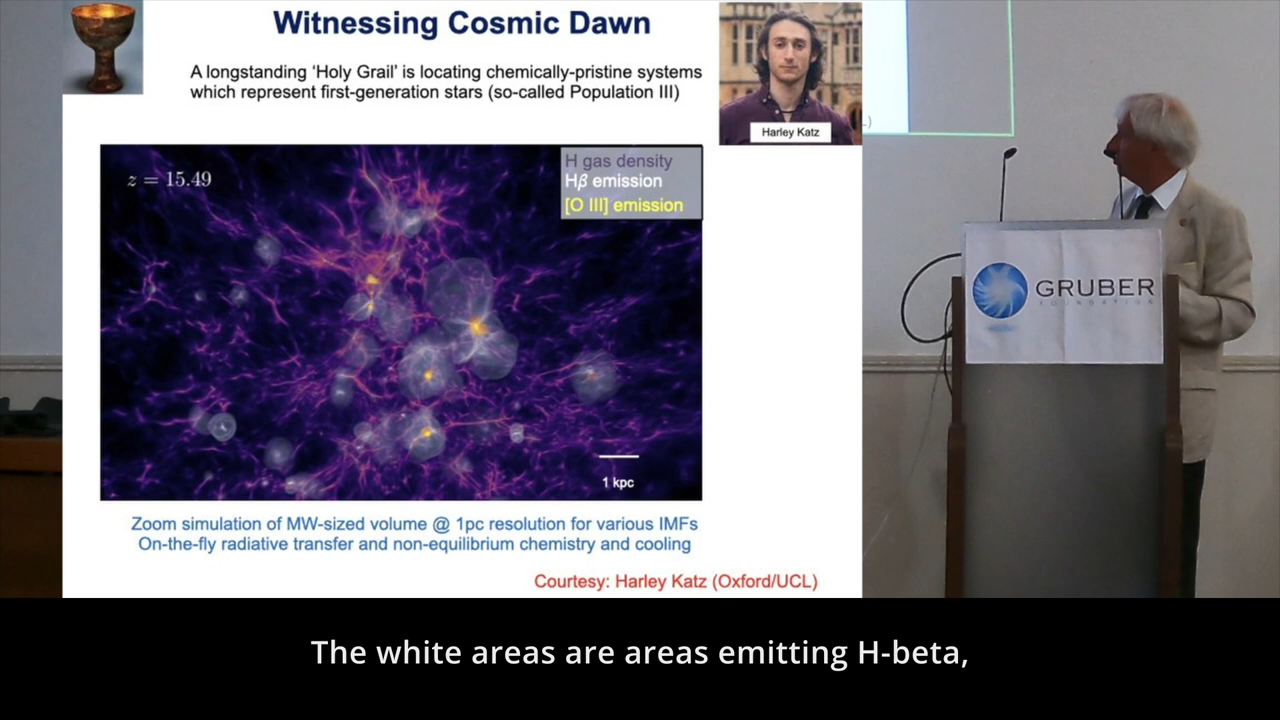 Witnessing Cosmic Dawn
A longstanding ‘Holy Grail’ is locating chemically-pristine systems
which represent first-generation stars (so-called Population III)
Harley Katz
z = 15.49
H gas density
Hβ emission
[O III] emission
1 kpc
Zoom simulation of MW-sized volume @ 1pc resolution for various IMFs
On-the-fly radiative transfer and non-equilibrium chemistry and cooling
Courtesy: Harley Katz (Oxford/UCL)
GRUBER
FOUNDATION
The white areas are areas emitting H-beta,